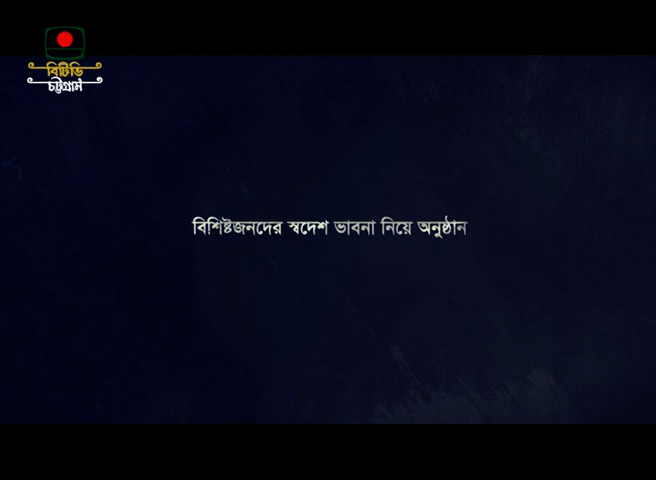 বিটিভি
চট্টগ্রাম
বিশিষ্টজনদের স্বদেশ ভাবনা নিয়ে অনুষ্ঠান